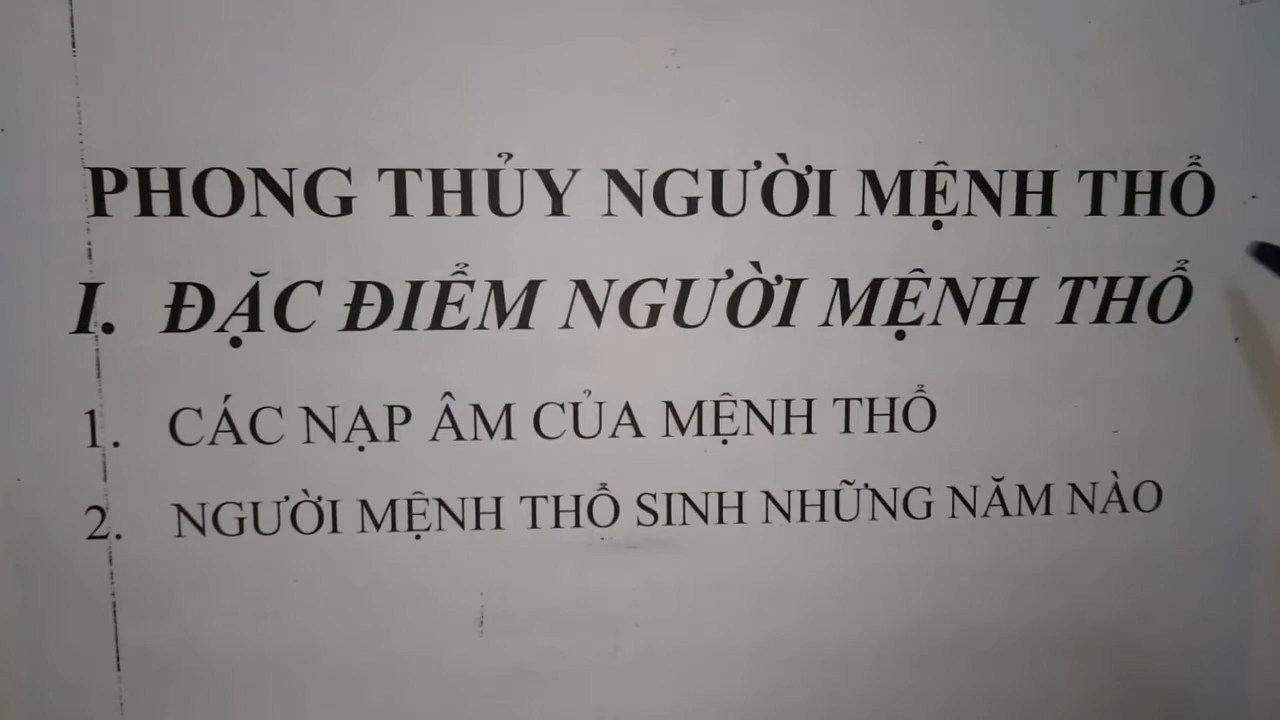 PHONG THỦY NGƯỜI MỆNH THỔ
I. ĐẶC ĐIỂM NGƯỜI MỆNH THỔ
1. CÁC NẠP ÂM CỦA MỆNH THỔ
2. NGƯỜI MỆNH THỔ SINH NHỮNG NĂM NÀO